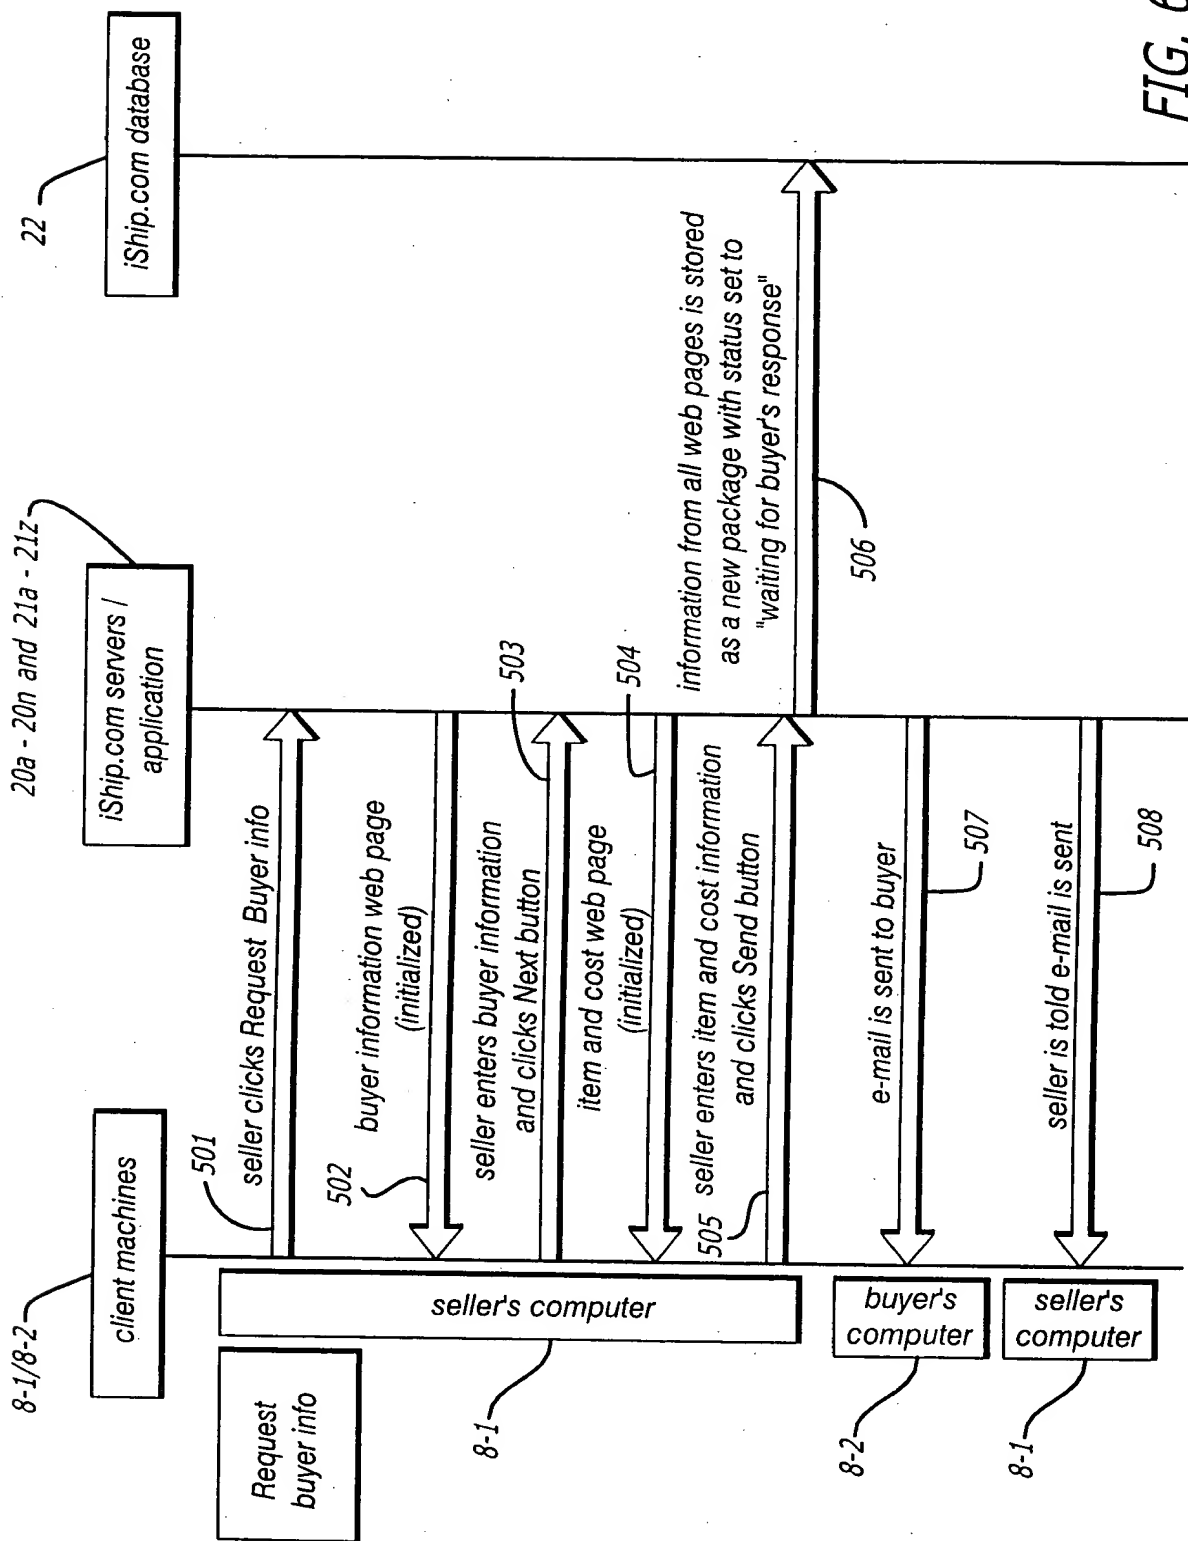 8-1/8-2
client machines
20a - 20n and 21a - 21z
iShip.com servers /
application
22
iShip.com database
Request
buyer info
seller's computer
8-1
501
seller clicks Request Buyer info
502
buyer information web page
(initialized)
seller enters buyer information
and clicks Next button
503
item and cost web page
(initialized)
504
505
seller enters item and cost information
and clicks Send button
information from all web pages is stored
as a new package with status set to
"waiting for buyer's response"
506
buyer's
computer
8-2
e-mail is sent to buyer
507
seller's
computer
8-1
seller is told e-mail is sent
508
FIG. 6